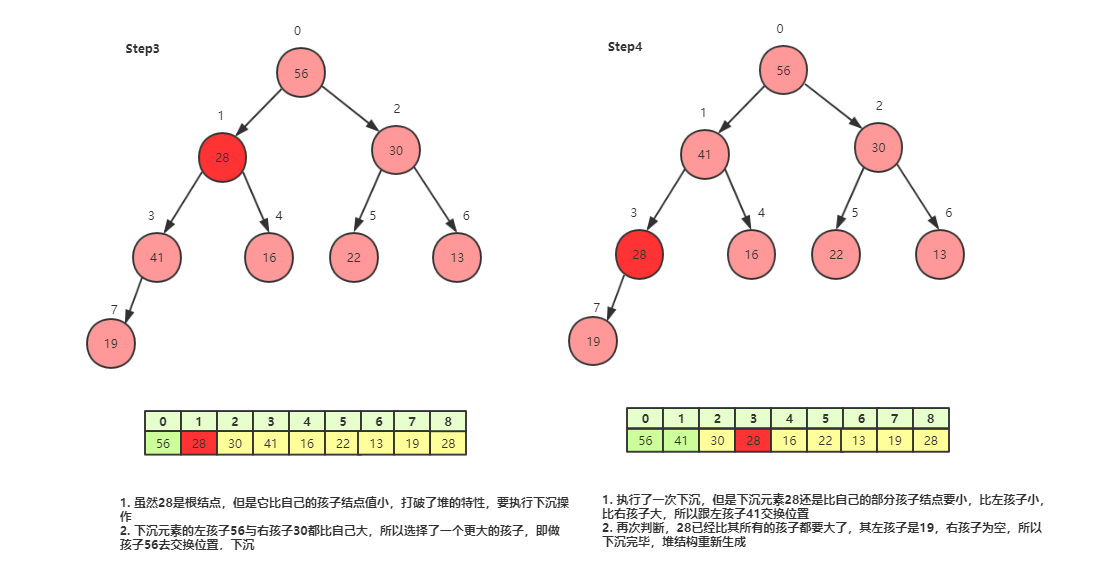 Step3
0
56
1
2
28
30
3
4
5
6
41
16
22
13
7
19
0 1 2 3 4 5 6 7 8
56 28 30 41 16 22 13 19 28
1. 虽然28是根结点，但是它比自己的孩子结点值小，打破了堆的特性，要执行下沉操
作
2. 下沉元素的左孩子56与右孩子30都比自己大，所以选择了一个更大的孩子，即做
孩子56去交换位置，下沉
Step4
0
56
1
2
41
30
3
4
5
6
28
16
22
13
7
19
0 1 2 3 4 5 6 7 8
56 41 30 28 16 22 13 19 28
1. 执行了一次下沉，但是下沉元素28还是比自己的部分孩子结点要小，比左孩子小，
比右孩子大，所以跟左孩子41交换位置
2. 再次判断，28已经比其所有的孩子都要大了，其左孩子是19，右孩子为空，所以
下沉完毕，堆结构重新生成